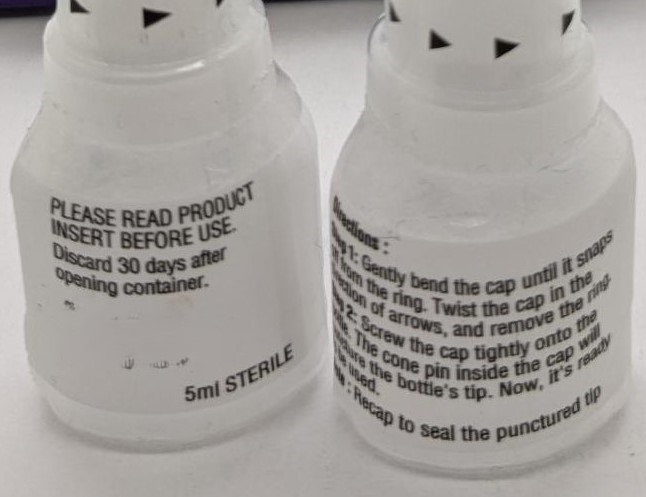 PLEASE READ PRODUCT
INSERT BEFORE USE.
Discard 30 days after
opening container.
5ml STERILE
Directions :
1: Gently bend the cap until it snaps
from the ring. Twist the cap in the
of arrows, and remove the ring.
2: Screw the cap tightly onto the
The cone pin inside the cap will
the bottle's tip. Now, it's ready
be used.
: Recap to seal the punctured tip